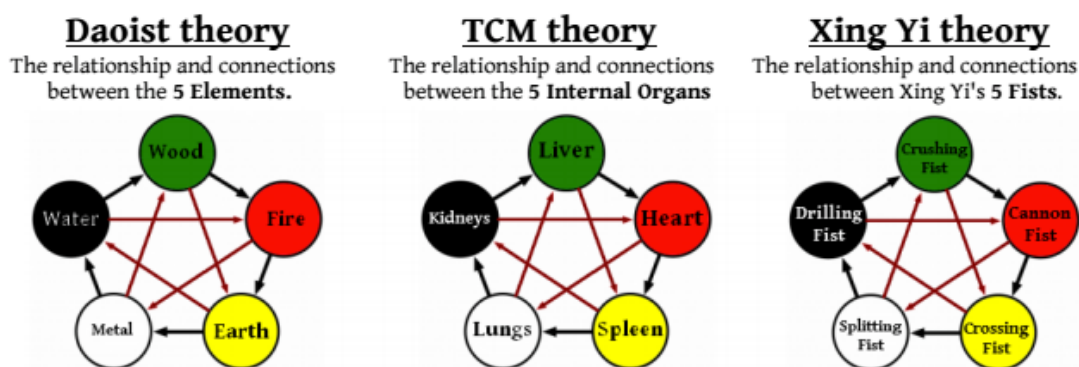 Daoist theory
The relationship and connections
between the 5 Elements.
Wood
Water
Fire
Metal
Earth
TCM theory
The relationship and connections
between the 5 Internal Organs
Liver
Kidneys
Heart
Lungs
Spleen
Xing Yi theory
The relationship and connections
between Xing Yi's 5 Fists.
Crushing
Fist
Drilling
Fist
Cannon
Fist
Splitting
Fist
Crossing
Fist